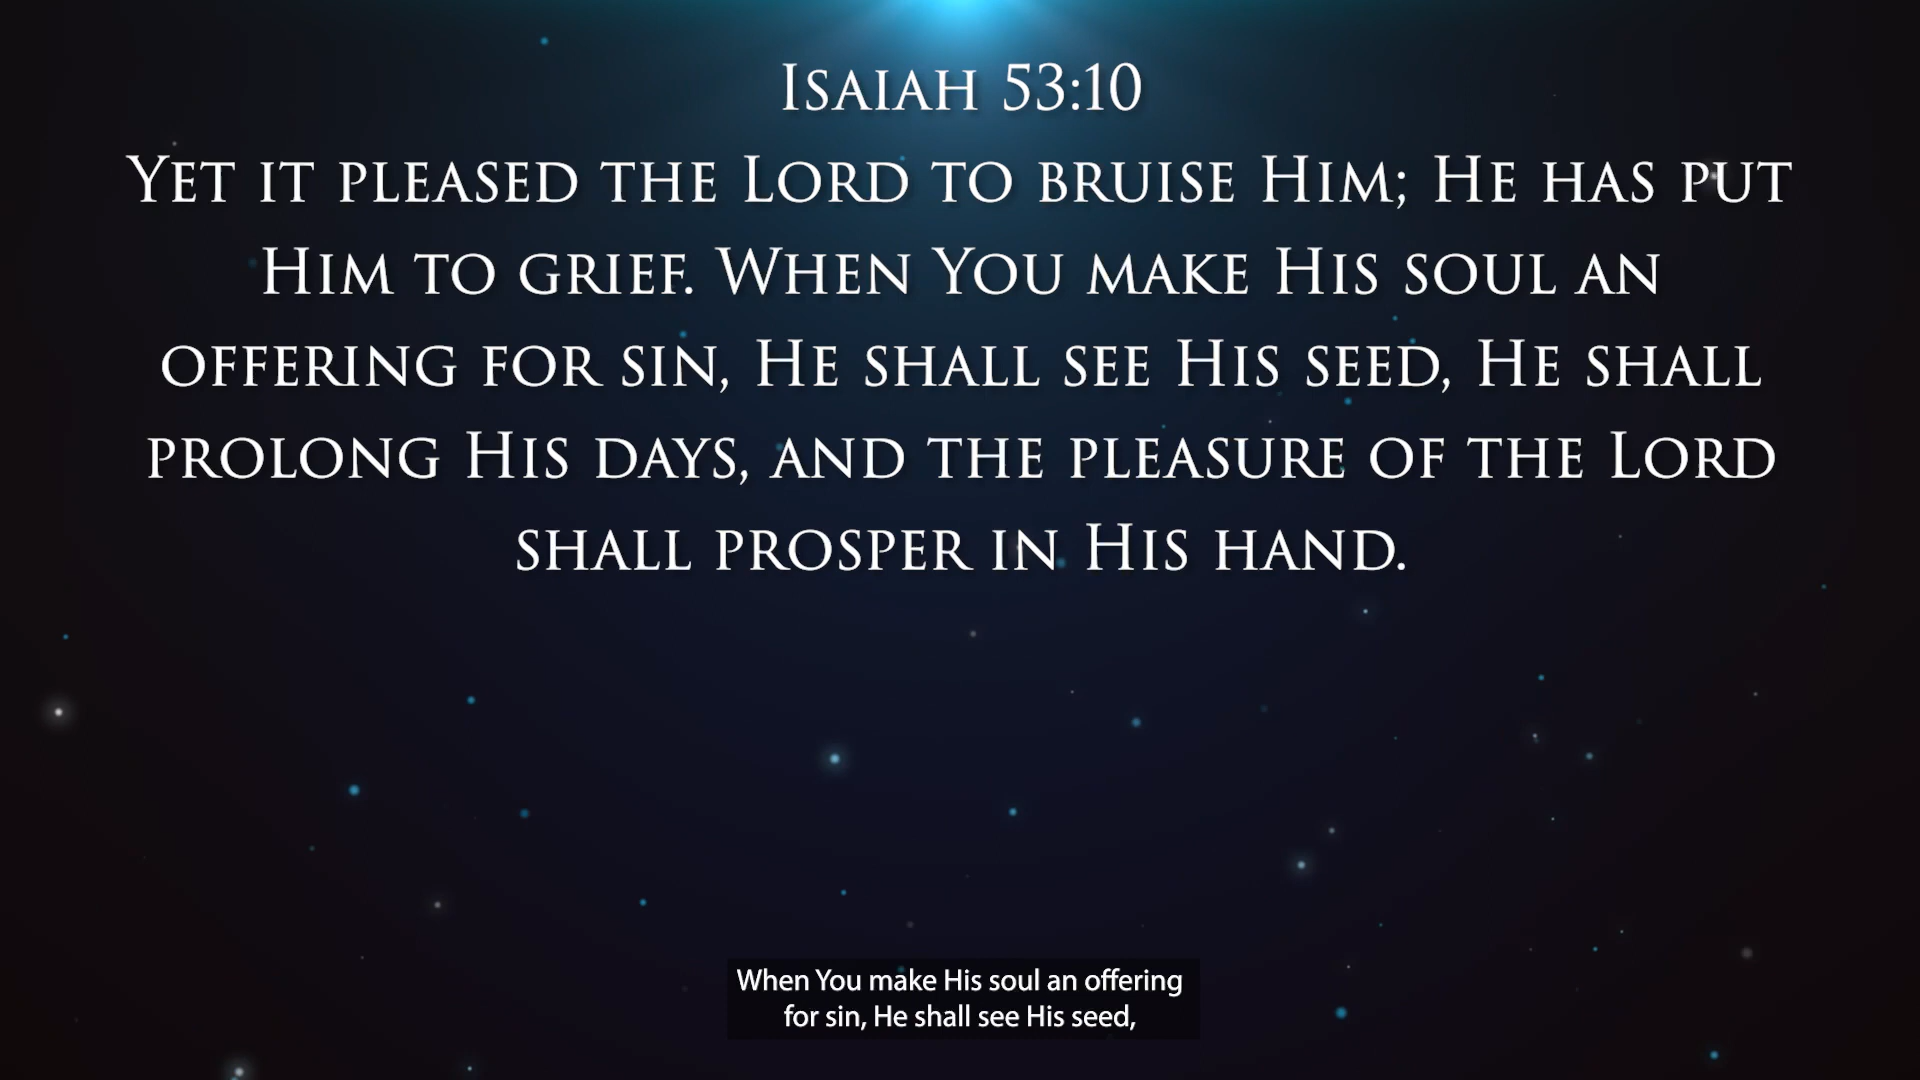 Isaiah 53:10
Yet it pleased the Lord to bruise Him; He has put
Him to grief. When You make His soul an
offering for sin, He shall see His seed, He shall
prolong His days, and the pleasure of the Lord
shall prosper in His hand.
When You make His soul an offering
for sin, He shall see His seed,